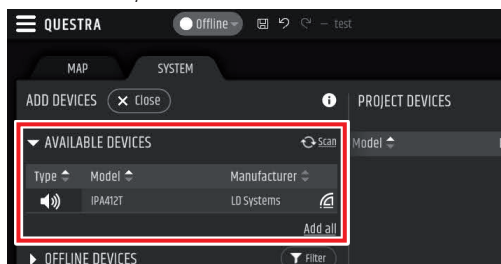 QUESTRA Offline – test
MAP SYSTEM
ADD DEVICES Close PROJECT DEVICES
AVAILABLE DEVICES Scan Model
Type Model Manufacturer
IPA412T LD Systems
Add all
OFFLINE DEVICES Filter